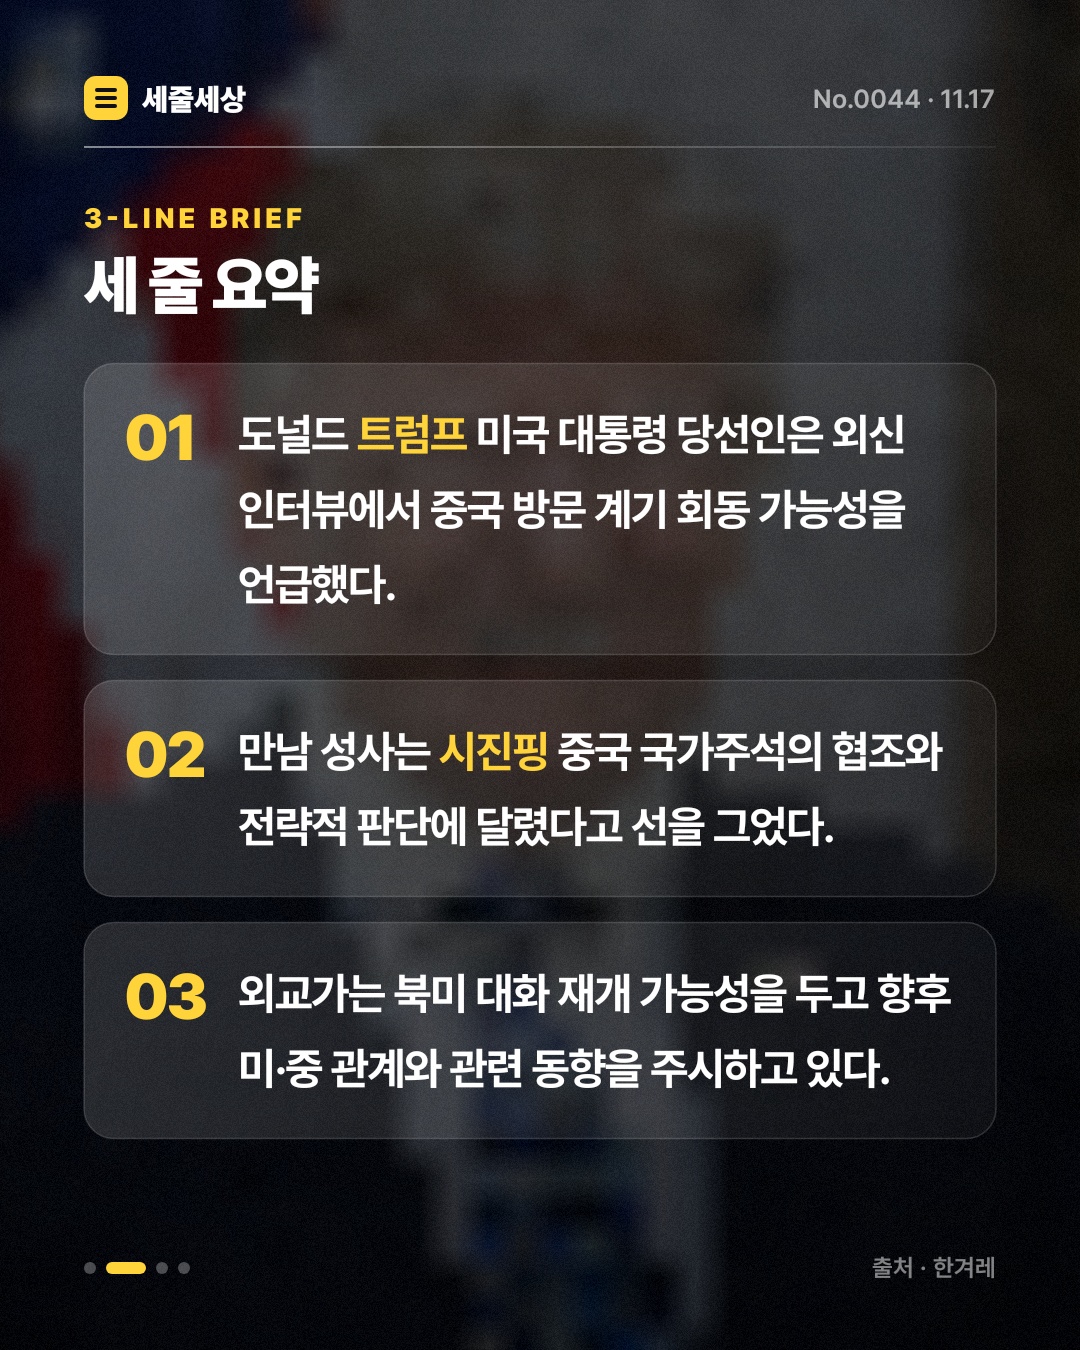 세줄세상
No.0044 · 11.17
3-LINE BRIEF
세 줄 요약
01
도널드 트럼프 미국 대통령 당선인은 외신
인터뷰에서 중국 방문 계기 회동 가능성을
언급했다.
02
만남 성사는 시진핑 중국 국가주석의 협조와
전략적 판단에 달렸다고 선을 그었다.
03
외교가는 북미 대화 재개 가능성을 두고 향후
미·중 관계와 관련 동향을 주시하고 있다.
출처 · 한겨레